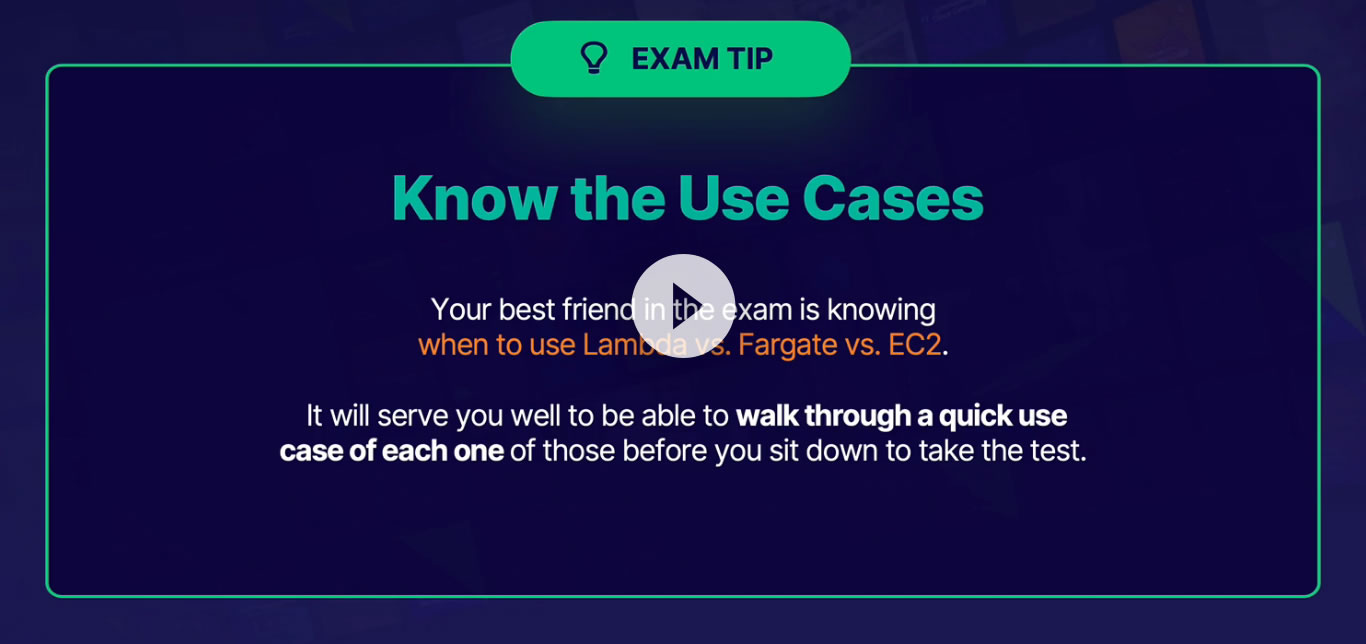 EXAM TIP
Know the Use Cases
Your best friend in the exam is knowing
when to use Lambda vs. Fargate vs. EC2.
It will serve you well to be able to walk through a quick use
case of each one of those before you sit down to take the test.